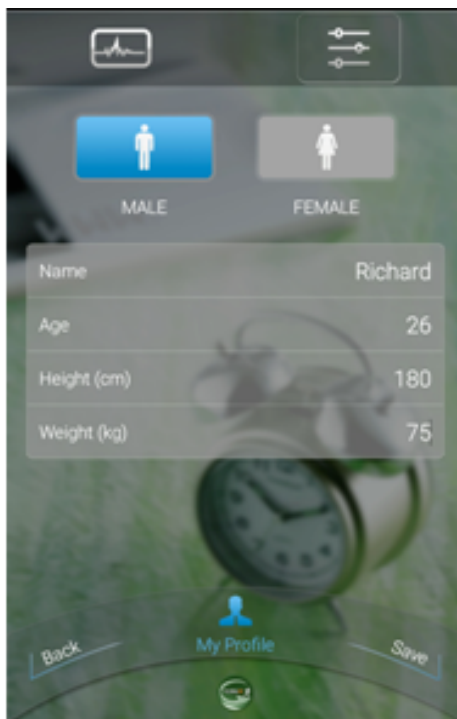 MALE
FEMALE
Name Richard
Age 26
Height (cm) 180
Weight (kg) 75
My Profile
Back
Save